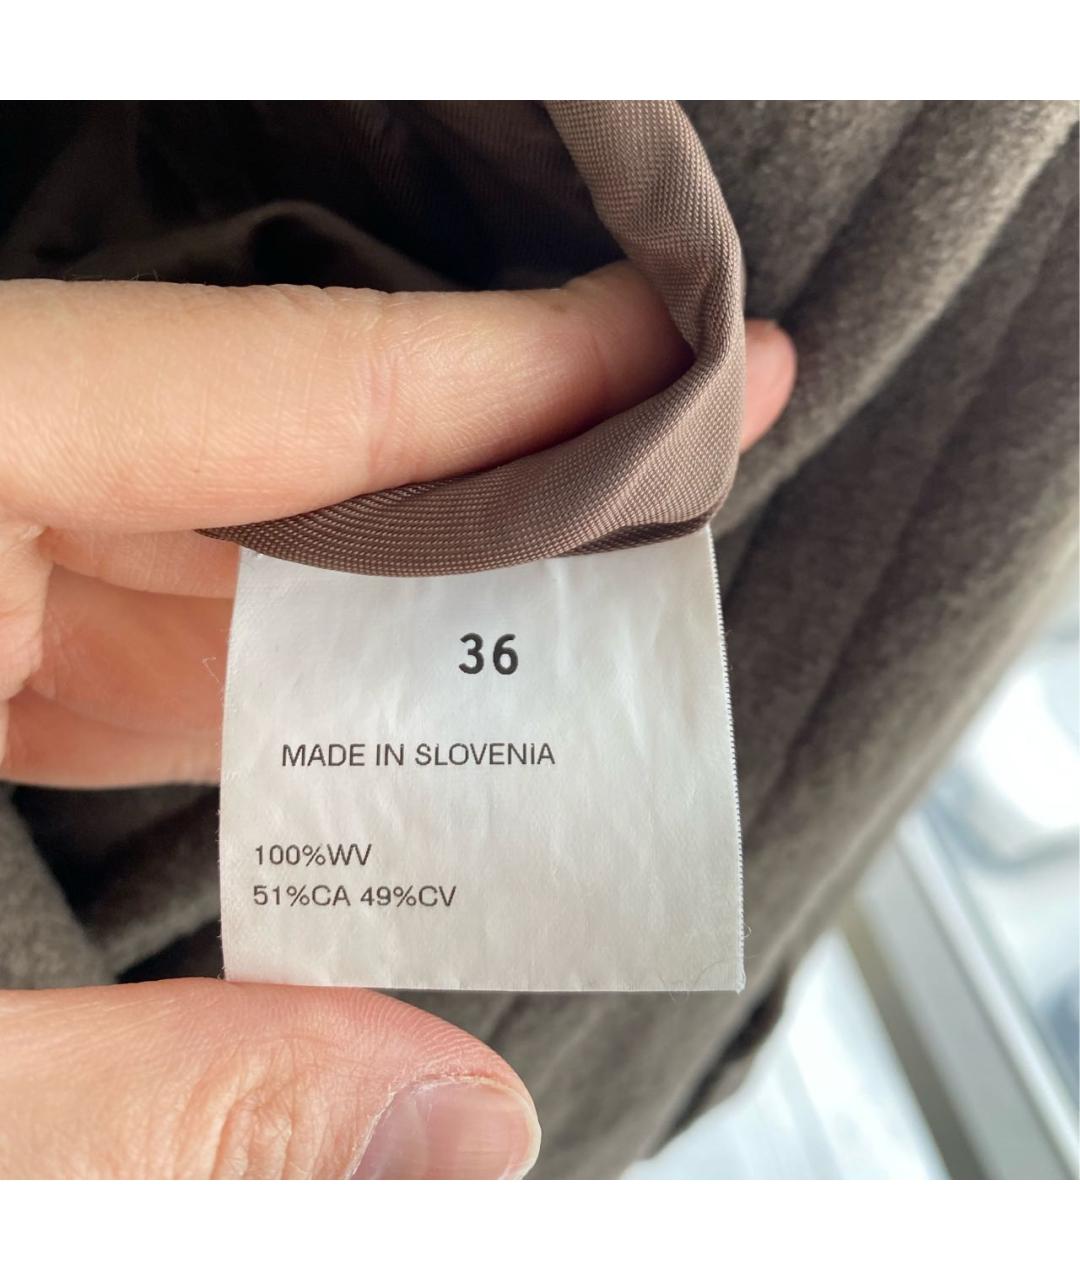 36
MADE IN SLOVENiA
100%WV
51%CA 49%CV